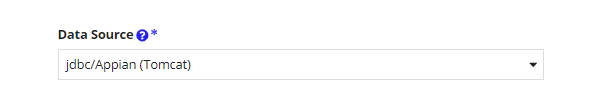 Data Source ? *
jdbc/Appian (Tomcat)